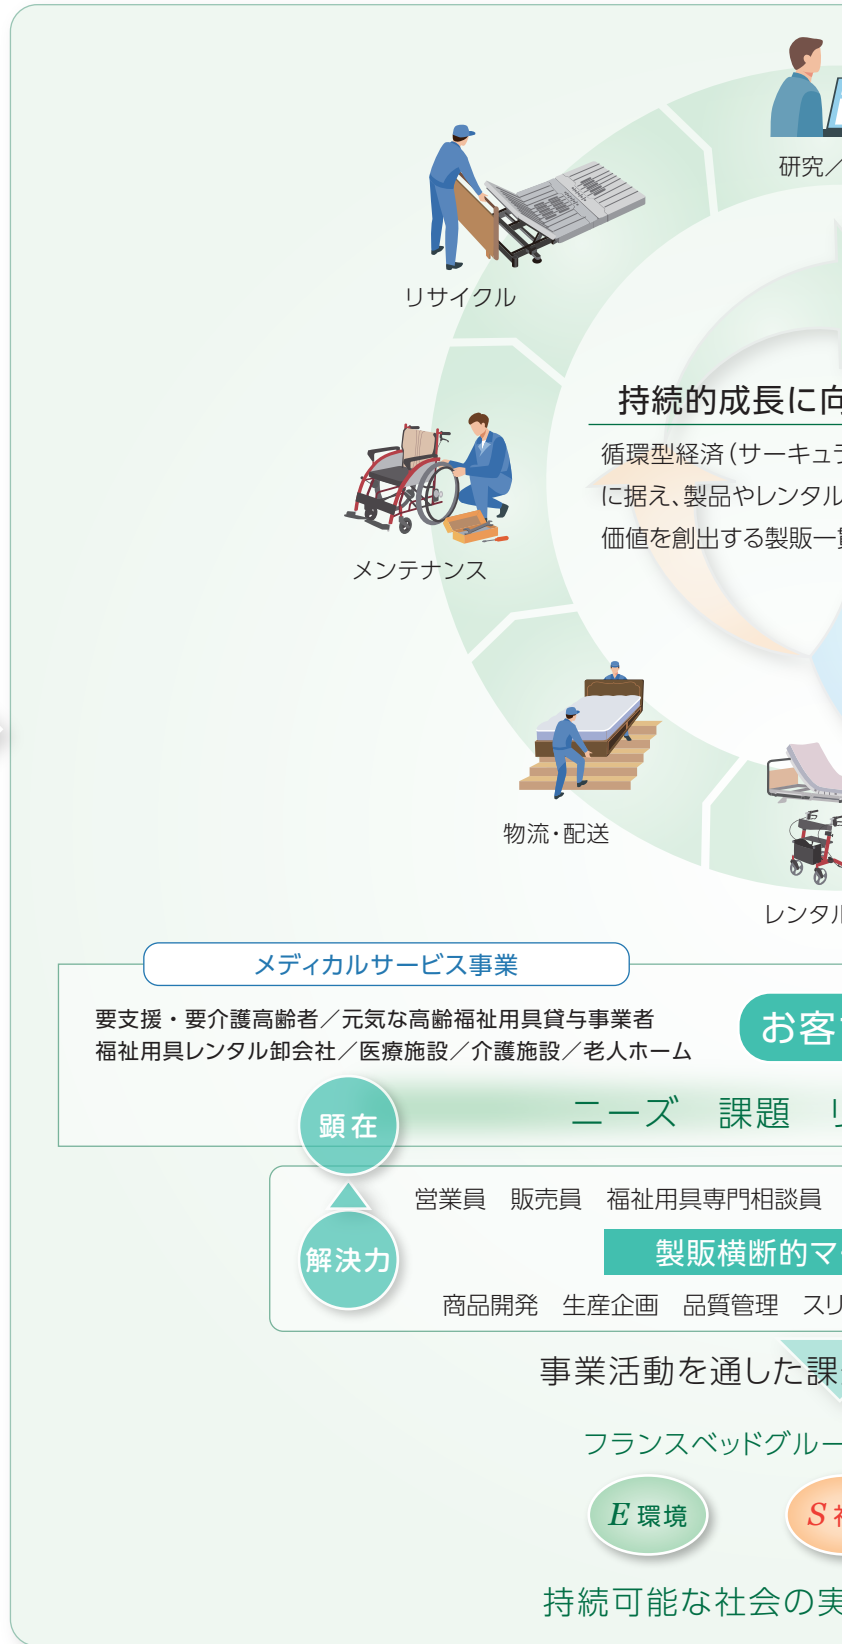 研究／
リサイクル
持続的成長に向
循環型経済（サーキュラ
に据え、製品やレンタル
価値を創出する製販一貫
メンテナンス
物流・配送
レンタル
メディカルサービス事業
要支援・要介護高齢者／元気な高齢福祉用具貸与事業者
福祉用具レンタル卸会社／医療施設／介護施設／老人ホーム
お客
顕在
ニーズ　課題　リ
営業員　販売員　福祉用具専門相談員
解決力
製販横断的マ
商品開発　生産企画　品質管理　スリ
事業活動を通した課
フランスベッドグルー
E 環境
S 社
持続可能な社会の実